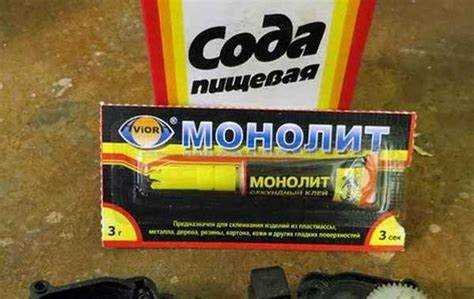 Сода
пищевая
AVIORA
МОНОЛИТ
МОНОЛИТ
СЕКУНДНЫЙ КЛЕЙ
Предназначен для склеивания изделий из пластмассы,
металла, дерева, резины, картона, кожи и других гладких поверхностей
3 г
3 сек